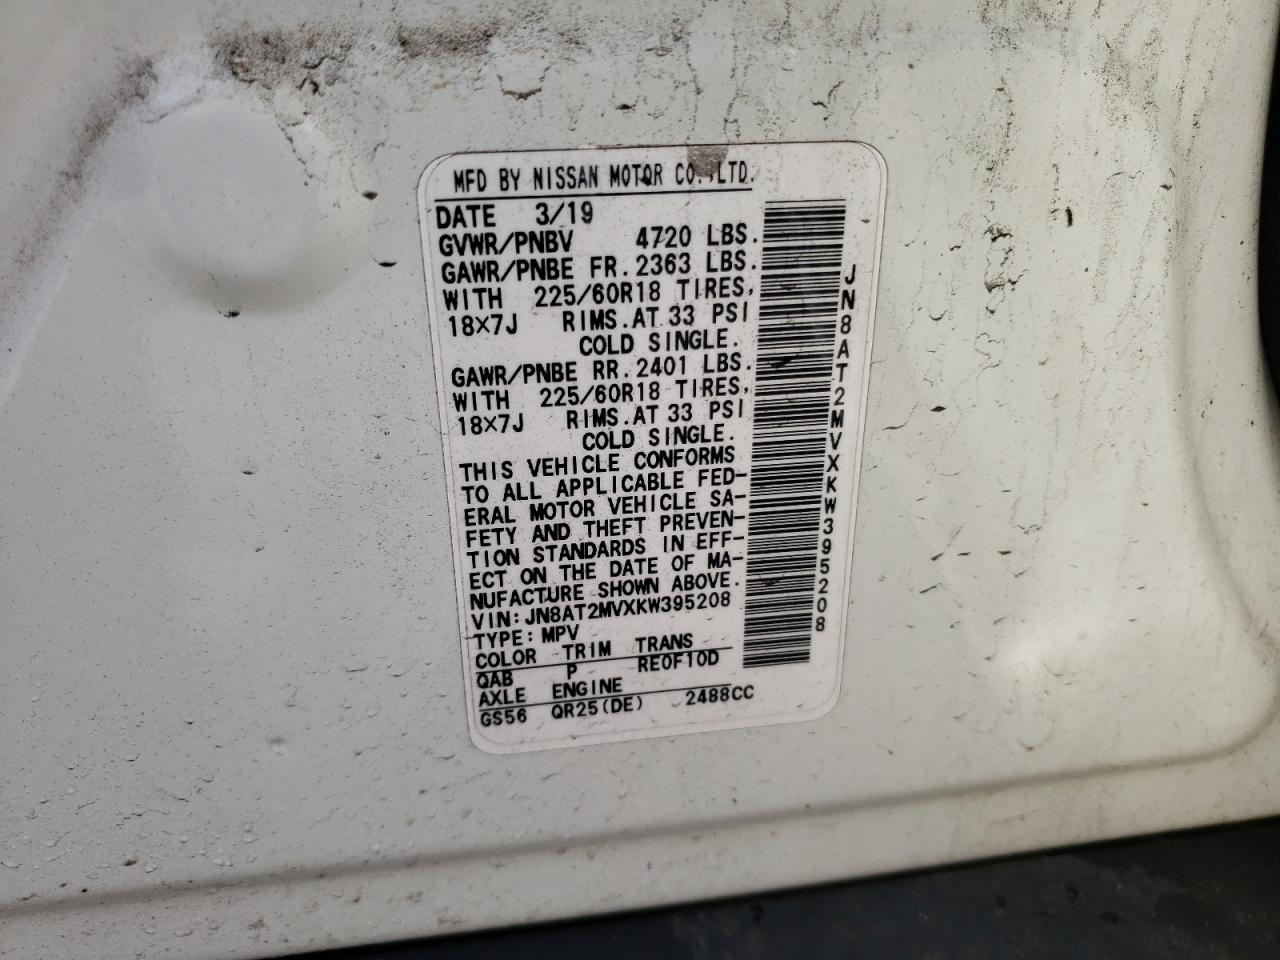 MFD BY NISSAN MOTOR CO.,LTD.
DATE 3/19
GVWR/PNBV 4720 LBS.
GAWR/PNBE FR. 2363 LBS.
WITH 225/60R18 TIRES,
18×7J RIMS. AT 33 PSI
COLD SINGLE.
GAWR/PNBE RR. 2401 LBS.
WITH 225/60R18 TIRES,
18×7J RIMS. AT 33 PSI
COLD SINGLE.
THIS VEHICLE CONFORMS
TO ALL APPLICABLE FED-
ERAL MOTOR VEHICLE SA-
FETY AND THEFT PREVEN-
TION STANDARDS IN EFF-
ECT ON THE DATE OF MA-
NUFACTURE SHOWN ABOVE.
VIN: JN8AT2MVXKW395208
TYPE: MPV
COLOR TRIM TRANS
QAB P RE0F10D
AXLE ENGINE
GS56 QR25(DE) 2488CC
JN8AT2MVXKW395208